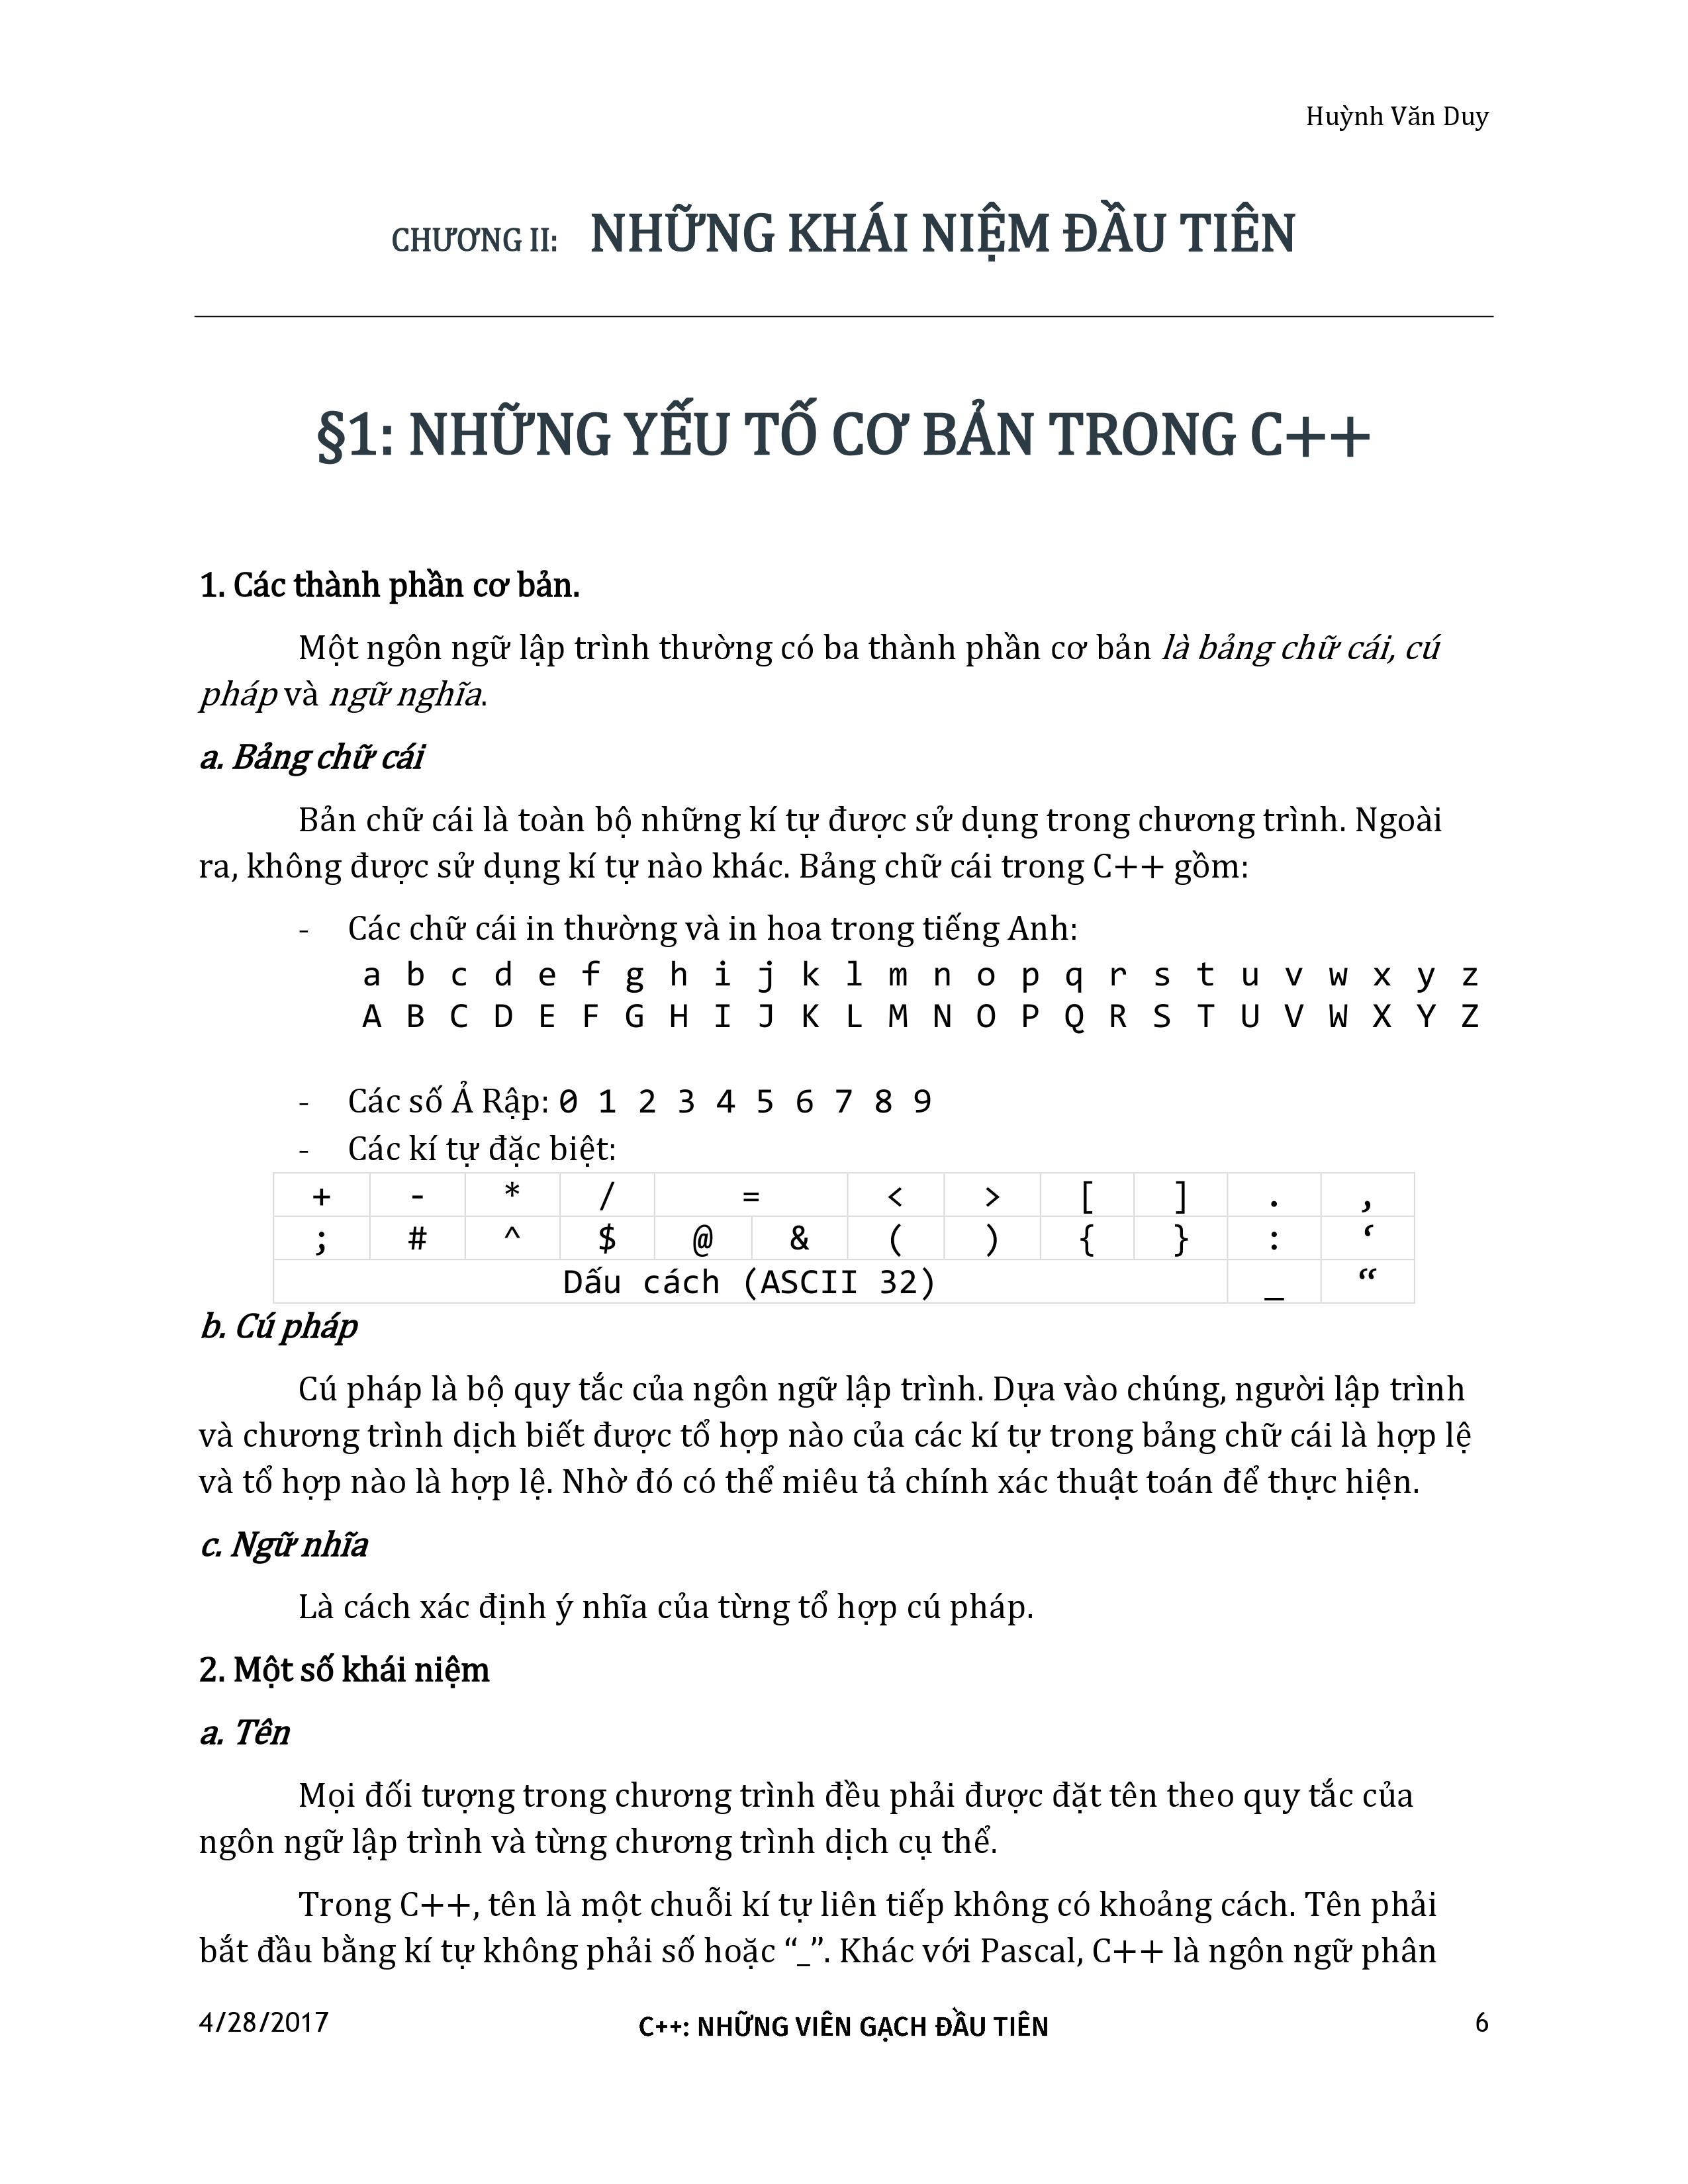 Huỳnh Văn Duy
CHƯƠNG II: NHỮNG KHÁI NIỆM ĐẦU TIÊN
§1: NHỮNG YẾU TỐ CƠ BẢN TRONG C++
1. Các thành phần cơ bản.
Một ngôn ngữ lập trình thường có ba thành phần cơ bản là bảng chữ cái, cú
pháp và ngữ nghĩa.
a. Bảng chữ cái
Bản chữ cái là toàn bộ những kí tự được sử dụng trong chương trình. Ngoài
ra, không được sử dụng kí tự nào khác. Bảng chữ cái trong C++ gồm:
- Các chữ cái in thường và in hoa trong tiếng Anh:
a b c d e f g h i j k l m n o p q r s t u v w x y z
A B C D E F G H I J K L M N O P Q R S T U V W X Y Z
- Các số Ả Rập: 0 1 2 3 4 5 6 7 8 9
- Các kí tự đặc biệt:
+ - * / = < > [ ] . ,
; # ^ $ @ & ( ) { } : ‘
Dấu cách (ASCII 32) _ “
b. Cú pháp
Cú pháp là bộ quy tắc của ngôn ngữ lập trình. Dựa vào chúng, người lập trình
và chương trình dịch biết được tổ hợp nào của các kí tự trong bảng chữ cái là hợp lệ
và tổ hợp nào là hợp lệ. Nhờ đó có thể miêu tả chính xác thuật toán để thực hiện.
c. Ngữ nhĩa
Là cách xác định ý nhĩa của từng tổ hợp cú pháp.
2. Một số khái niệm
a. Tên
Mọi đối tượng trong chương trình đều phải được đặt tên theo quy tắc của
ngôn ngữ lập trình và từng chương trình dịch cụ thể.
Trong C++, tên là một chuỗi kí tự liên tiếp không có khoảng cách. Tên phải
bắt đầu bằng kí tự không phải số hoặc “_”. Khác với Pascal, C++ là ngôn ngữ phân
4/28/2017 C++: NHỮNG VIÊN GẠCH ĐẦU TIÊN 6